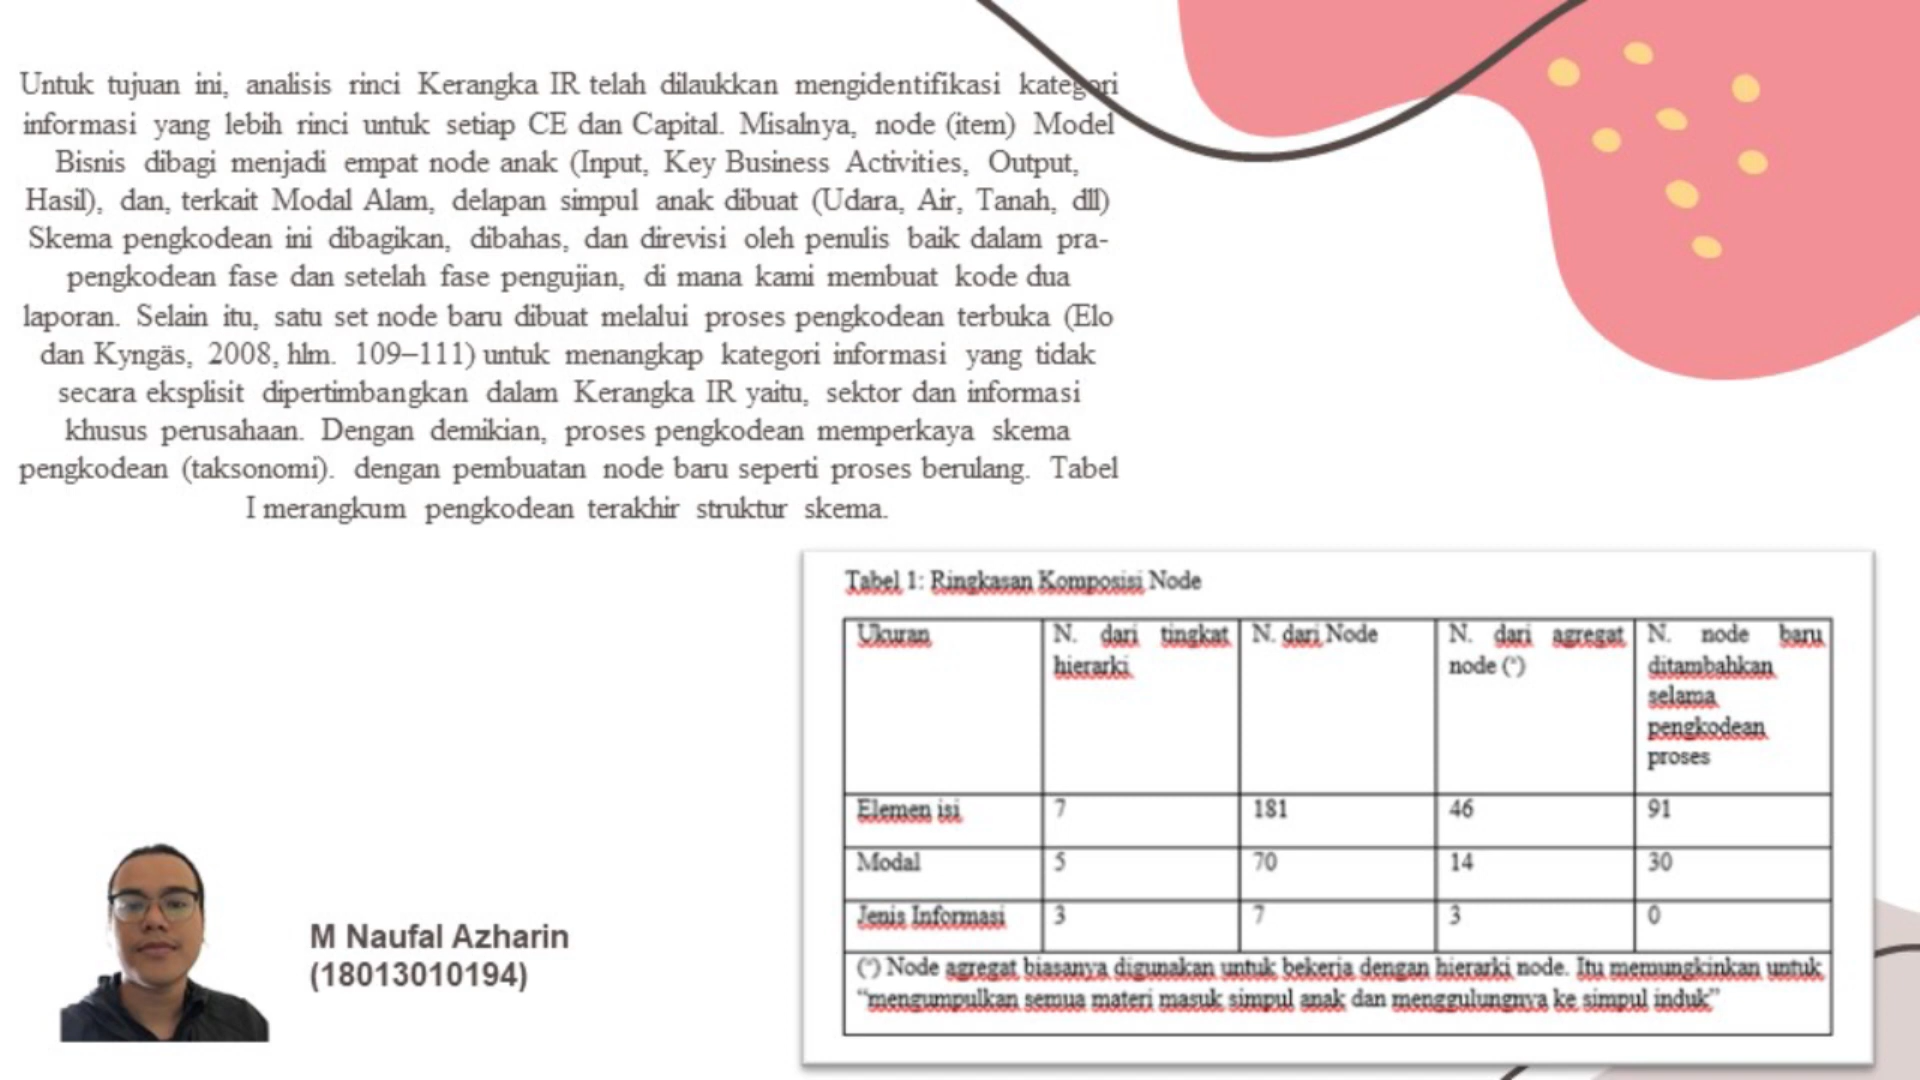 Untuk tujuan ini, analisis rinci Kerangka IR telah dilaukkan mengidentifikasi kategori
informasi yang lebih rinci untuk setiap CE dan Capital. Misalnya, node (item) Model
Bisnis dibagi menjadi empat node anak (Input, Key Business Activities, Output,
Hasil), dan, terkait Modal Alam, delapan simpul anak dibuat (Udara, Air, Tanah, dll)
Skema pengkodean ini dibagikan, dibahas, dan direvisi oleh penulis baik dalam pra-
pengkodean fase dan setelah fase pengujian, di mana kami membuat kode dua
laporan. Selain itu, satu set node baru dibuat melalui proses pengkodean terbuka (Elo
dan Kyngäs, 2008, hlm. 109–111) untuk menangkap kategori informasi yang tidak
secara eksplisit dipertimbangkan dalam Kerangka IR yaitu, sektor dan informasi
khusus perusahaan. Dengan demikian, proses pengkodean memperkaya skema
pengkodean (taksonomi). dengan pembuatan node baru seperti proses berulang. Tabel
I merangkum pengkodean terakhir struktur skema.
Tabel 1: Ringkasan Komposisi Node
Ukuran
N. dari tingkat
hierarki
N. dari Node
N. dari agregat
node (*)
N. node baru
ditambahkan
selama
pengkodean
proses
Elemen isi 7 181 46 91
Modal 5 70 14 30
Jenis Informasi 3 7 3 0
(*) Node agregat biasanya digunakan untuk bekerja dengan hierarki node. Itu memungkinkan untuk
“mengumpulkan semua materi masuk simpul anak dan menggulungnya ke simpul induk”
M Naufal Azharin
(18013010194)